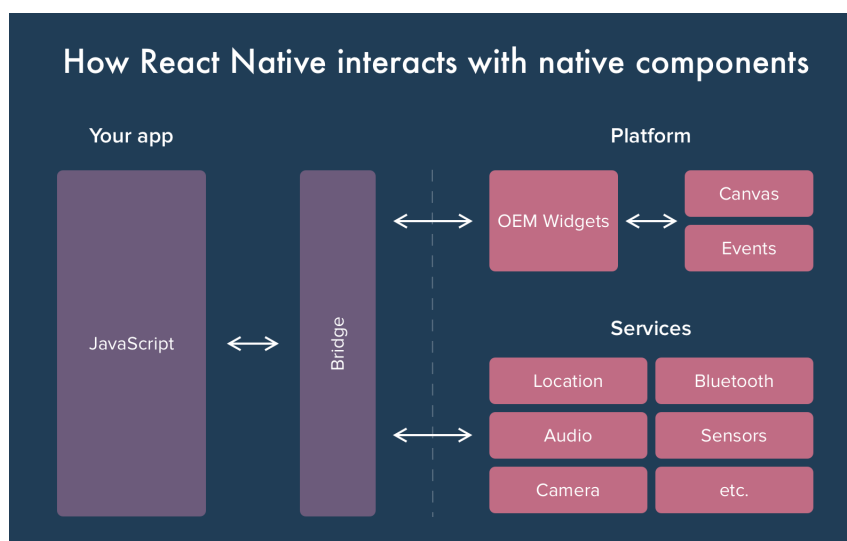 How React Native interacts with native components
Your app
Platform
JavaScript
Bridge
OEM Widgets
Canvas
Events
Services
Location
Bluetooth
Audio
Sensors
Camera
etc.